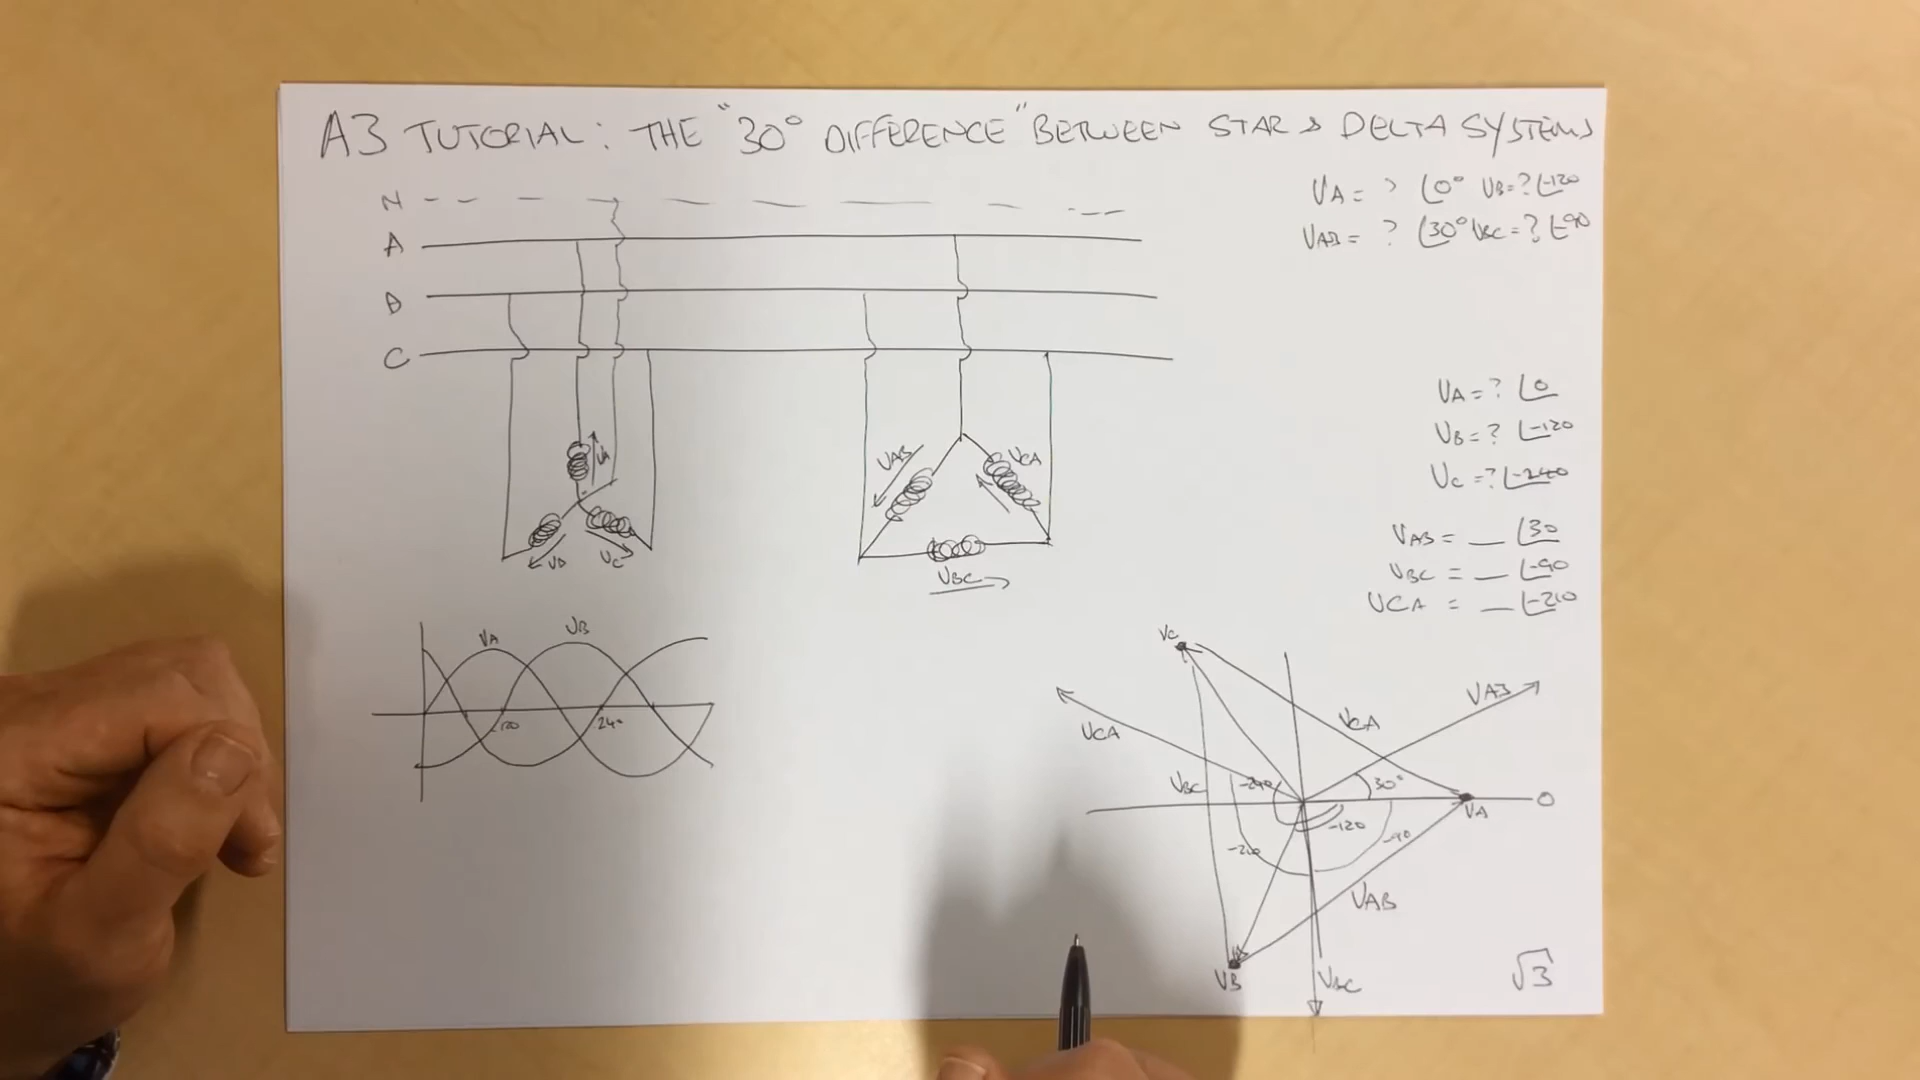 A3 TUTORIAL: THE "30° DIFFERENCE" BETWEEN STAR & DELTA SYSTEMS
VA = ? ∠0° VB = ? ∠-120
VAB = ? ∠30° VBC = ? ∠-90
N
A
B
C
VA
VB
VC
VAB
VCA
VBC
VA = ? ∠0
VB = ? ∠-120
VC = ? ∠-240
VAB = __ ∠30
VBC = __ ∠-90
VCA = __ ∠-210
VA
VB
120
240
VC
VAB
VCA
VCA
VBC
-240
30°
0
VA
-120
-90
VAB
VB
VBC
√3